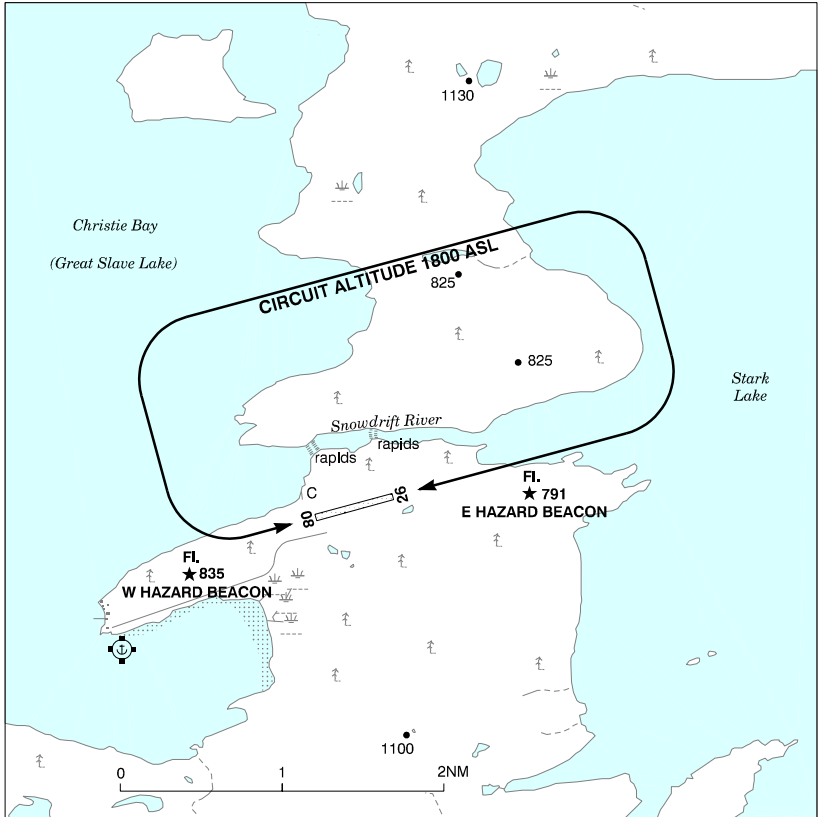 1130
Christie Bay
(Great Slave Lake)
CIRCUIT ALTITUDE 1800 ASL
825
825
Stark
Lake
Snowdrift River
rapids
rapids
C
08
26
Fl.
791
E HAZARD BEACON
Fl.
835
W HAZARD BEACON
1100
0 1 2NM